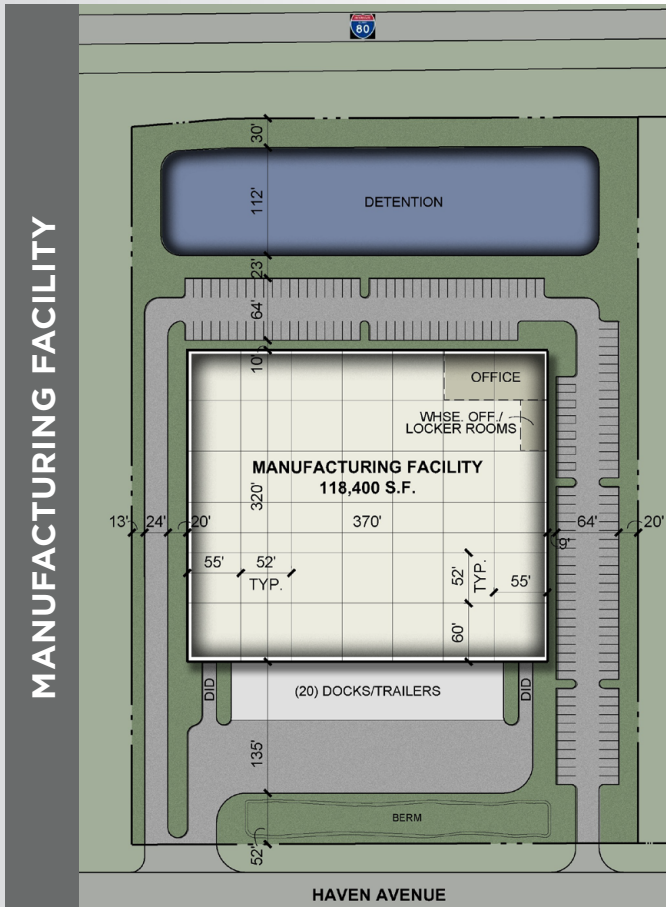 MANUFACTURING FACILITY
INTERSTATE
80
30'
112'
DETENTION
23'
64'
10'
OFFICE
WHSE. OFF./
LOCKER ROOMS
MANUFACTURING FACILITY
118,400 S.F.
320'
13'
24'
20'
370'
64'
20'
9'
55'
52'
TYP.
52'
TYP.
55'
60'
DID
(20) DOCKS/TRAILERS
DID
135'
BERM
52'
HAVEN AVENUE